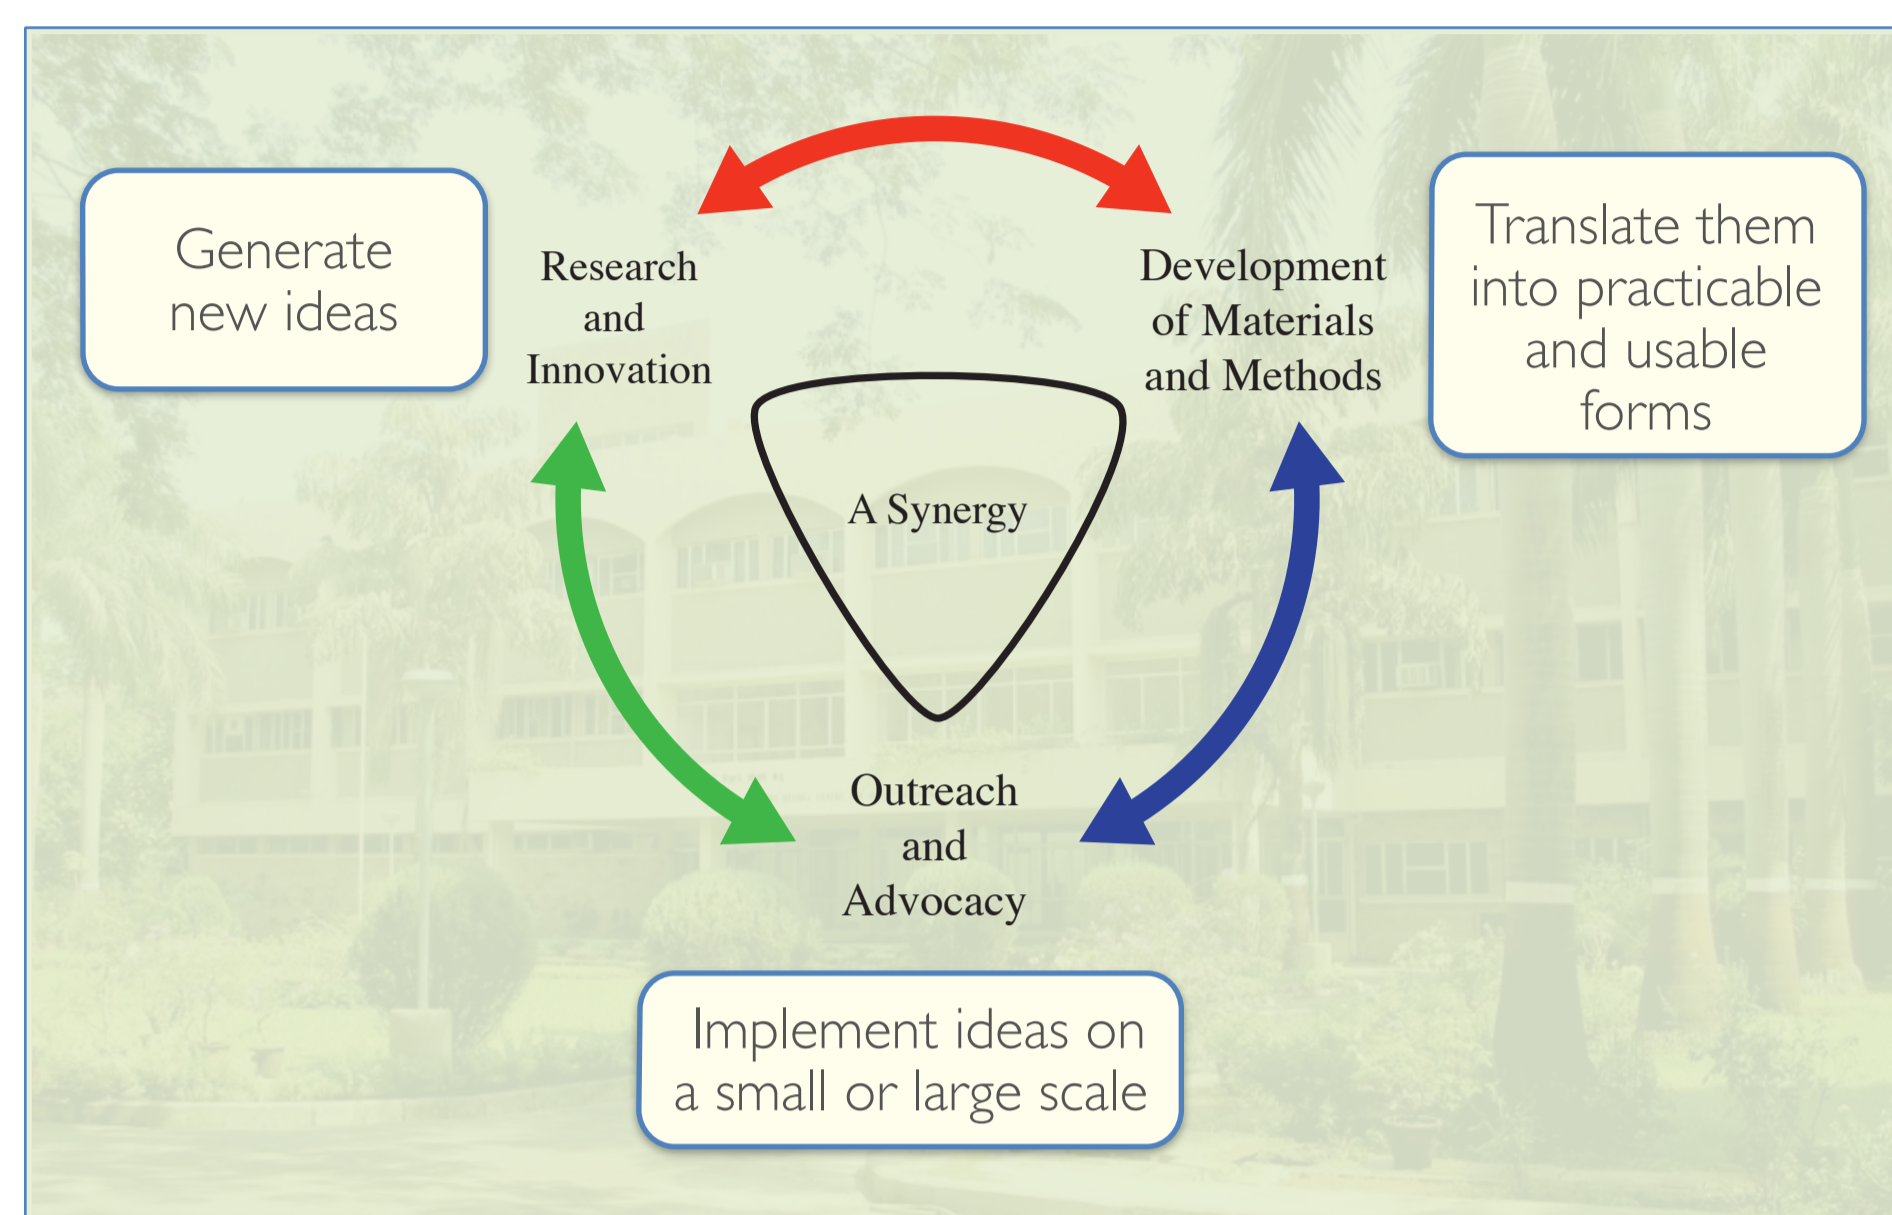 Generate
new ideas
Research
and
Innovation
Development
of Materials
and Methods
Translate them
into practicable
and usable
forms
A Synergy
Outreach
and
Advocacy
Implement ideas on
a small or large scale